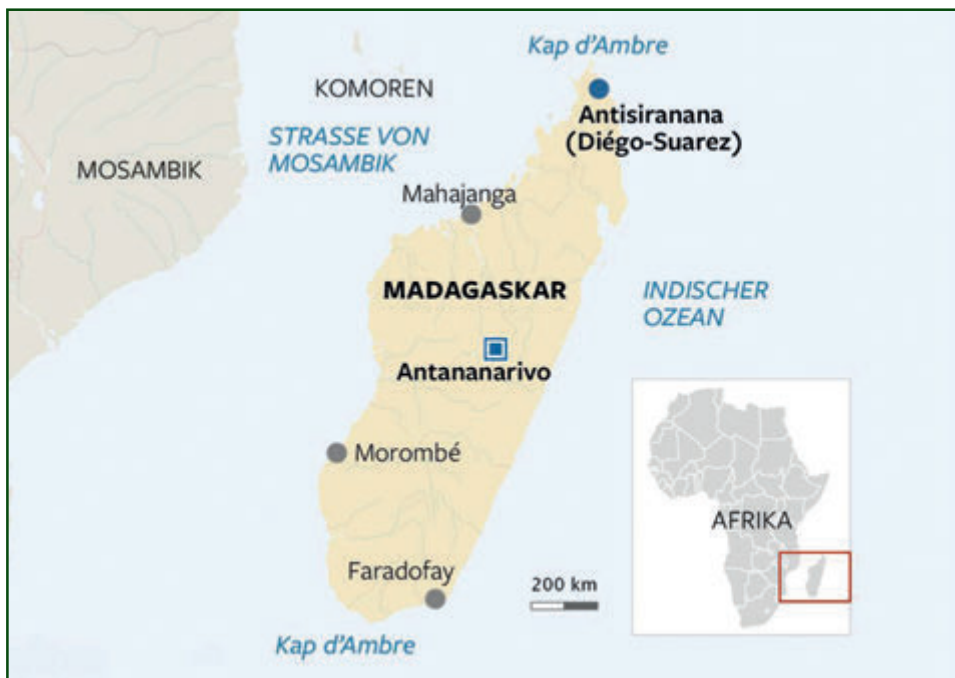 Kap d'Ambre
KOMOREN
Antisiranana
(Diégo-Suarez)
STRASSE VON
MOSAMBIK
MOSAMBIK
Mahajanga
MADAGASKAR
INDISCHER
OZEAN
Antananarivo
Morombé
AFRIKA
Faradofay
200 km
Kap d'Ambre